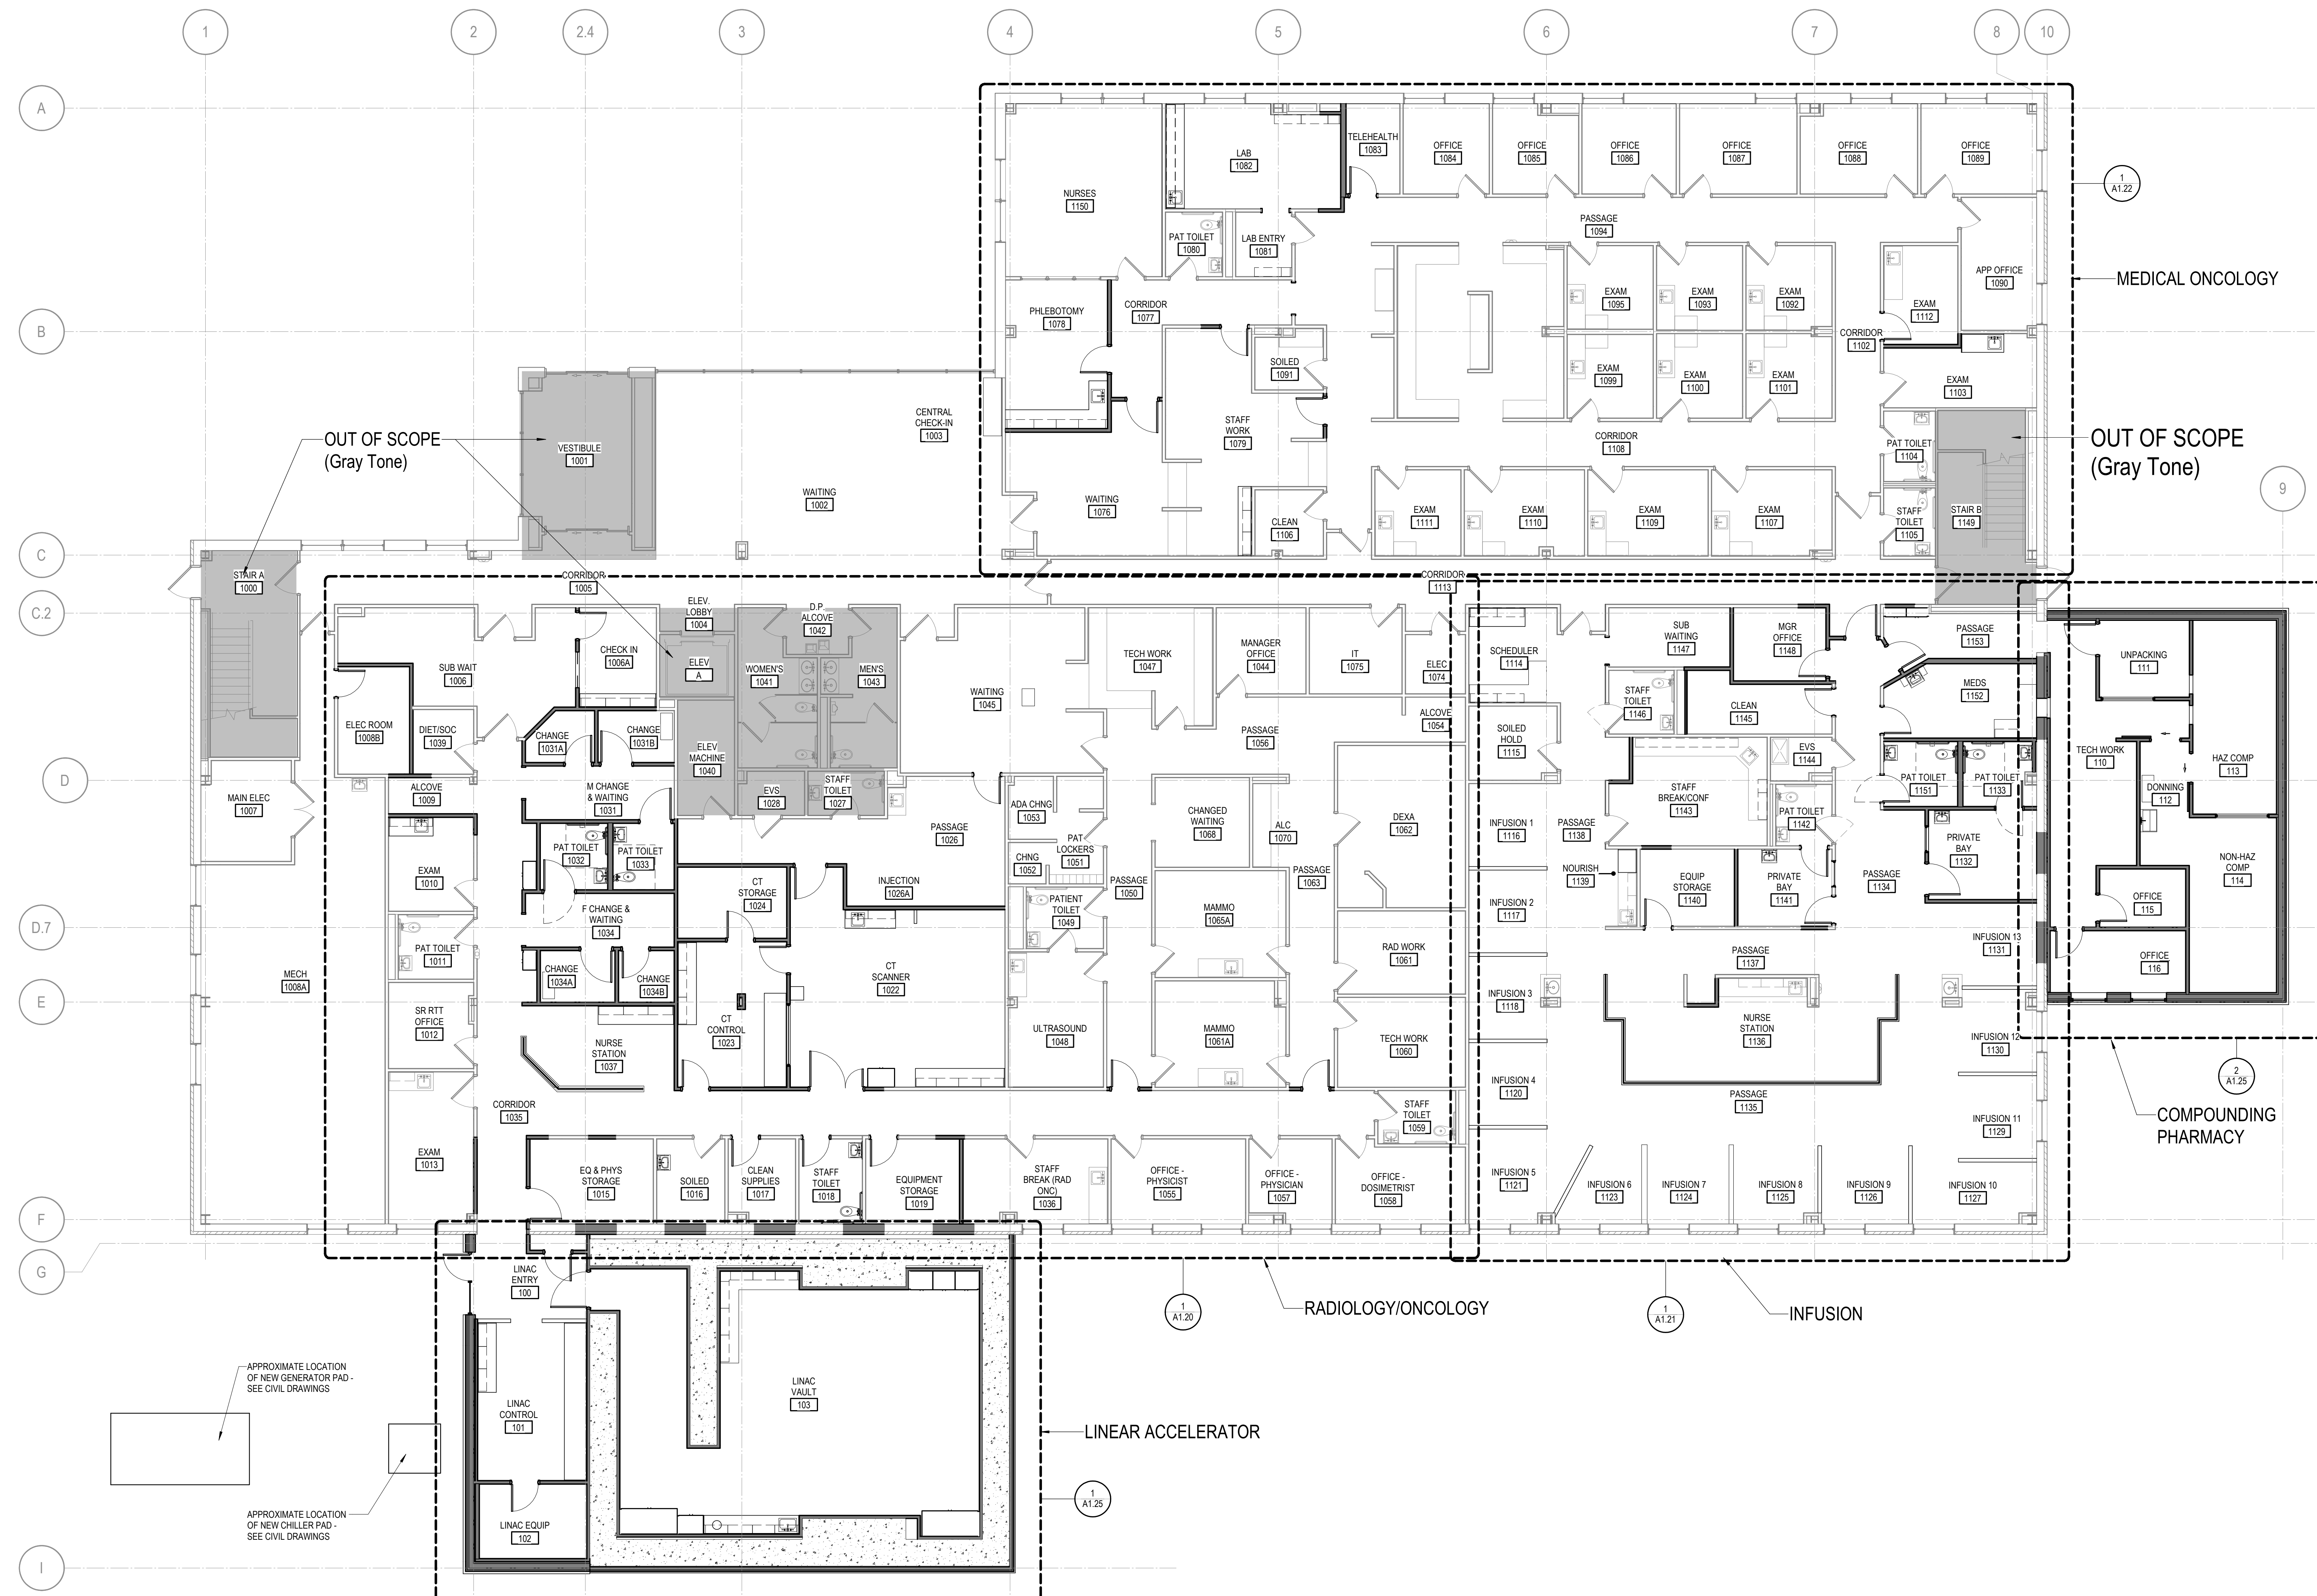 1
2
2.4
3
4
5
6
7
8
10
A
B
C
C.2
D
D.7
E
F
G
I
9
NURSES
1150
LAB
1082
TELEHEALTH
1083
OFFICE
1084
OFFICE
1085
OFFICE
1086
OFFICE
1087
OFFICE
1088
OFFICE
1089
1
A1.22
PAT TOILET
1080
LAB ENTRY
1081
PASSAGE
1094
APP OFFICE
1090
MEDICAL ONCOLOGY
PHLEBOTOMY
1078
CORRIDOR
1077
EXAM
1095
EXAM
1093
EXAM
1092
EXAM
1112
CORRIDOR
1102
SOILED
1091
EXAM
1099
EXAM
1100
EXAM
1101
EXAM
1103
CENTRAL
CHECK-IN
1003
STAFF
WORK
1079
CORRIDOR
1108
PAT TOILET
1104
OUT OF SCOPE
(Gray Tone)
OUT OF SCOPE
(Gray Tone)
VESTIBULE
1001
WAITING
1002
WAITING
1076
CLEAN
1106
EXAM
1111
EXAM
1110
EXAM
1109
EXAM
1107
STAFF
TOILET
1105
STAIR B
1149
STAIR A
1000
CORRIDOR
1005
CORRIDOR
1113
ELEV.
LOBBY
1004
D.P.
ALCOVE
1042
SUB WAIT
1006
CHECK IN
1006A
ELEV
A
WOMEN'S
1041
MEN'S
1043
WAITING
1045
TECH WORK
1047
MANAGER
OFFICE
1044
IT
1075
ELEC
1074
SCHEDULER
1114
SUB
WAITING
1147
MGR
OFFICE
1148
PASSAGE
1153
UNPACKING
111
ELEC ROOM
1008B
DIET/SOC
1039
CHANGE
1031A
CHANGE
1031B
ELEV
MACHINE
1040
PASSAGE
1056
ALCOVE
1054
SOILED
HOLD
1115
STAFF
TOILET
1146
CLEAN
1145
MEDS
1152
MAIN ELEC
1007
ALCOVE
1009
M CHANGE
& WAITING
1031
EVS
1028
STAFF
TOILET
1027
ADA CHNG
1053
CHANGED
WAITING
1068
ALC
1070
DEXA
1062
STAFF
BREAK/CONF
1143
EVS
1144
PAT TOILET
1151
PAT TOILET
1133
TECH WORK
110
HAZ COMP
113
DONNING
112
PASSAGE
1026
PAT
LOCKERS
1051
CHNG
1052
INFUSION 1
1116
PASSAGE
1138
PAT TOILET
1142
PRIVATE
BAY
1132
EXAM
1010
PAT TOILET
1032
PAT TOILET
1033
CT
STORAGE
1024
INJECTION
1026A
PASSAGE
1050
PASSAGE
1063
NOURISH
1139
EQUIP
STORAGE
1140
PRIVATE
BAY
1141
PASSAGE
1134
NON-HAZ
COMP
114
F CHANGE &
WAITING
1034
PATIENT
TOILET
1049
MAMMO
1065A
INFUSION 2
1117
OFFICE
115
PAT TOILET
1011
RAD WORK
1061
PASSAGE
1137
INFUSION 13
1131
OFFICE
116
MECH
1008A
CHANGE
1034A
CHANGE
1034B
CT
SCANNER
1022
INFUSION 3
1118
SR RTT
OFFICE
1012
NURSE
STATION
1037
CT
CONTROL
1023
ULTRASOUND
1048
MAMMO
1061A
TECH WORK
1060
NURSE
STATION
1136
INFUSION 12
1130
2
A1.25
INFUSION 4
1120
PASSAGE
1135
CORRIDOR
1035
STAFF
TOILET
1059
INFUSION 11
1129
COMPOUNDING
PHARMACY
EXAM
1013
EQ & PHYS
STORAGE
1015
SOILED
1016
CLEAN
SUPPLIES
1017
STAFF
TOILET
1018
EQUIPMENT
STORAGE
1019
STAFF
BREAK (RAD
ONC)
1036
OFFICE -
PHYSICIST
1055
OFFICE -
PHYSICIAN
1057
OFFICE -
DOSIMETRIST
1058
INFUSION 5
1121
INFUSION 6
1123
INFUSION 7
1124
INFUSION 8
1125
INFUSION 9
1126
INFUSION 10
1127
LINAC
ENTRY
100
1
A1.20
RADIOLOGY/ONCOLOGY
1
A1.21
INFUSION
APPROXIMATE LOCATION
OF NEW GENERATOR PAD -
SEE CIVIL DRAWINGS
LINAC
CONTROL
101
LINAC
VAULT
103
LINEAR ACCELERATOR
1
A1.25
APPROXIMATE LOCATION
OF NEW CHILLER PAD -
SEE CIVIL DRAWINGS
LINAC EQUIP
102